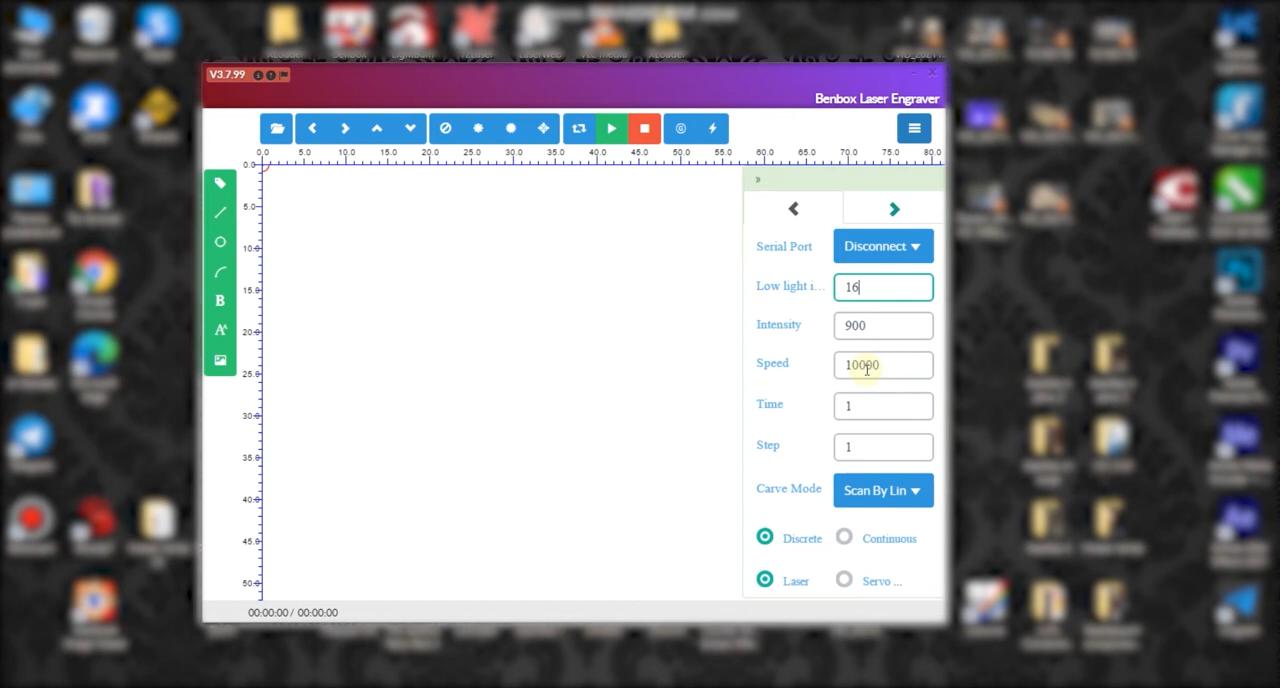 V3.7.99
Benbox Laser Engraver
0.0 5.0 10.0 15.0 20.0 25.0 30.0 35.0 40.0 45.0 50.0 55.0 60.0 65.0 70.0 75.0 80.0
0.0
5.0
10.0
15.0
20.0
25.0
30.0
35.0
40.0
45.0
50.
B
A
Serial Port Disconnect
Low light i... 16
Intensity 900
Speed 10000
Time 1
Step 1
Carve Mode Scan By Lin
Discrete Continuous
Laser Servo ...
00:00:00 / 00:00:00